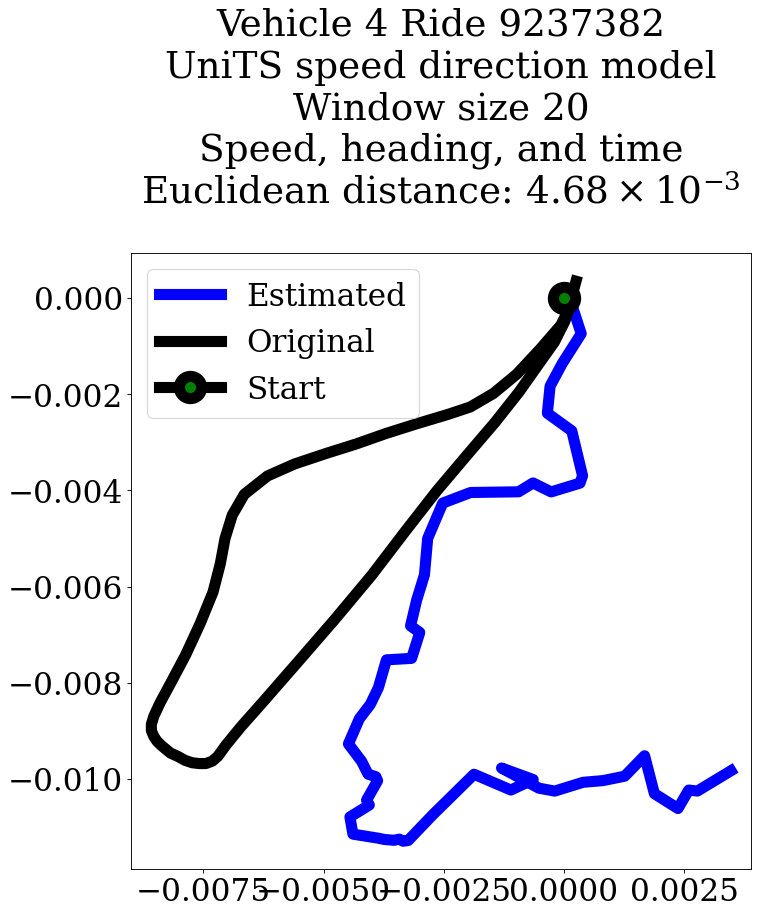 Vehicle 4 Ride 9237382
UniTS speed direction model
Window size 20
Speed, heading, and time
Euclidean distance: 4.68 × 10⁻³
Estimated
Original
Start
0.000
−0.002
−0.004
−0.006
−0.008
−0.010
−0.0075 −0.0050 −0.0025 0.0000 0.0025